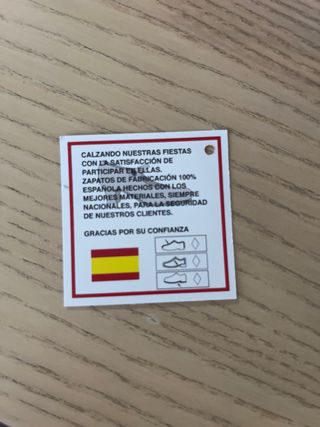 CALZANDO NUESTRAS FIESTAS
CON LA SATISFACCIÓN DE
PARTICIPAR EN ELLAS.
ZAPATOS DE FABRICACIÓN 100%
ESPAÑOLA HECHOS CON LOS
MEJORES MATERIALES, SIEMPRE
NACIONALES, PARA LA SEGURIDAD
DE NUESTROS CLIENTES.
GRACIAS POR SU CONFIANZA